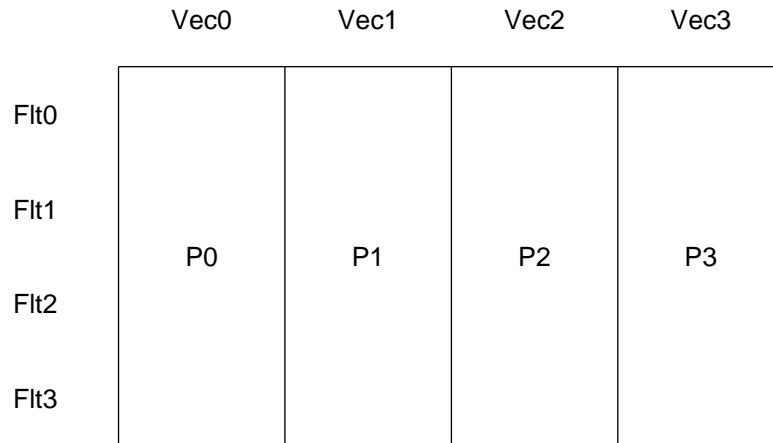 Vec0 Vec1 Vec2 Vec3
Flt0
Flt1
P0 P1 P2 P3
Flt2
Flt3